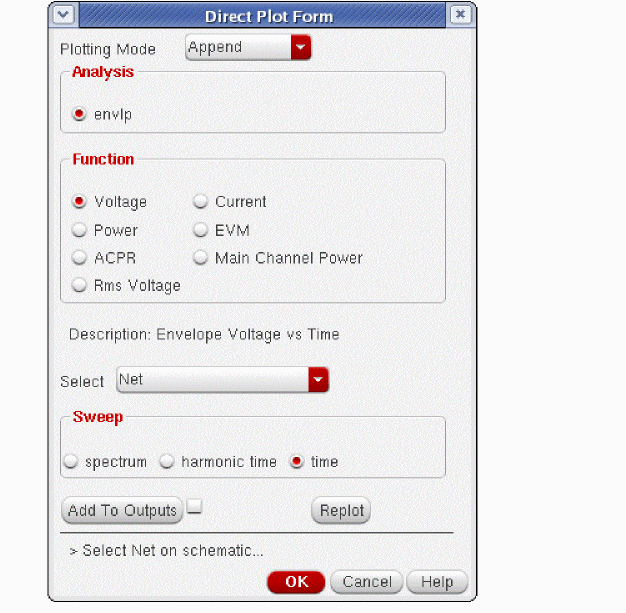 Direct Plot Form
Plotting Mode Append
Analysis
envlp
Function
Voltage Current
Power EVM
ACPR Main Channel Power
Rms Voltage
Description: Envelope Voltage vs Time
Select Net
Sweep
spectrum harmonic time time
Add To Outputs Replot
> Select Net on schematic...
OK Cancel Help